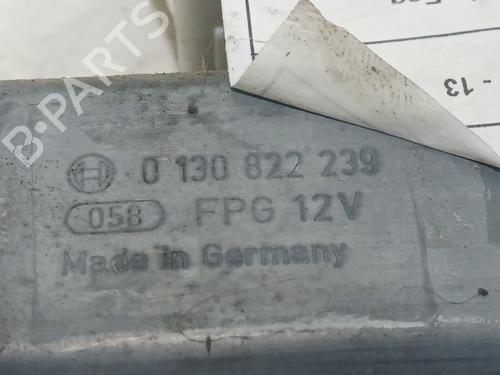 B-PARTS
- 13
0 130 822 239
058 FPG 12V
Made in Germany